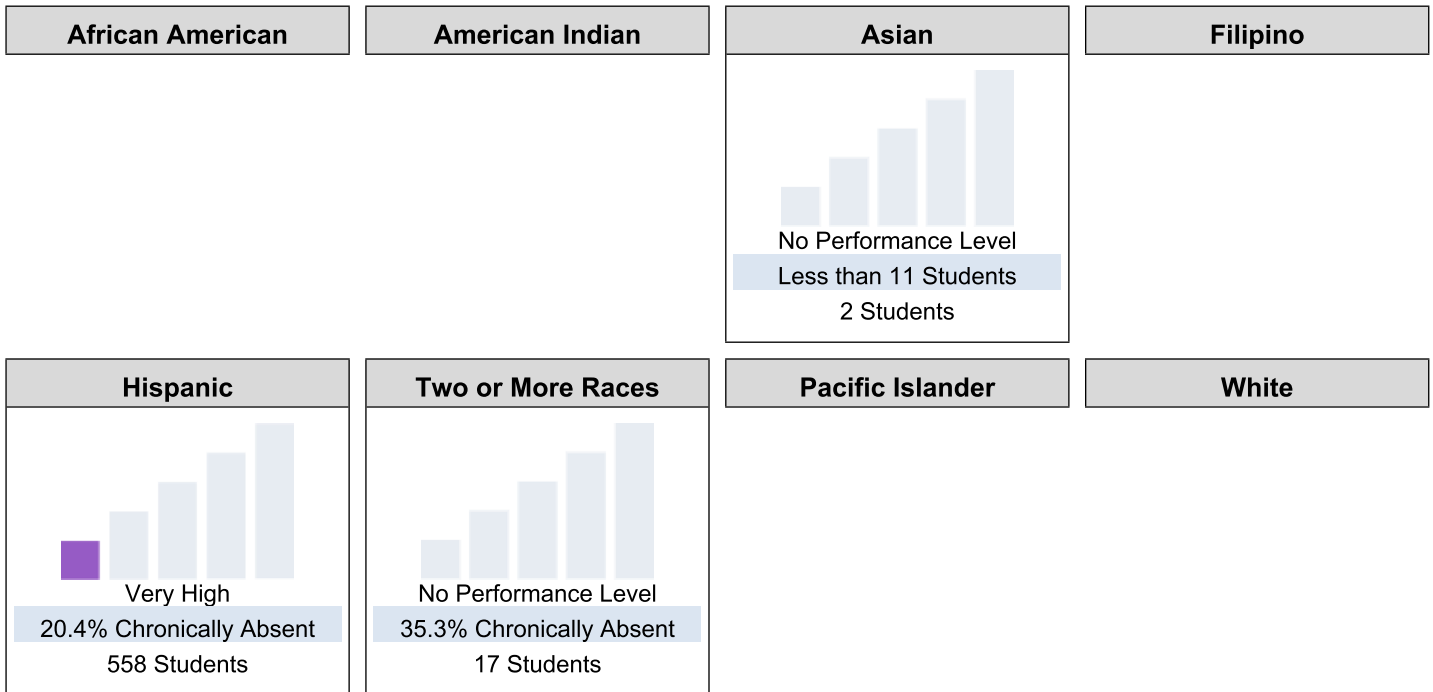 African American
American Indian
Asian
Filipino
No Performance Level
Less than 11 Students
2 Students
Hispanic
Two or More Races
Pacific Islander
White
Very High
20.4% Chronically Absent
558 Students
No Performance Level
35.3% Chronically Absent
17 Students